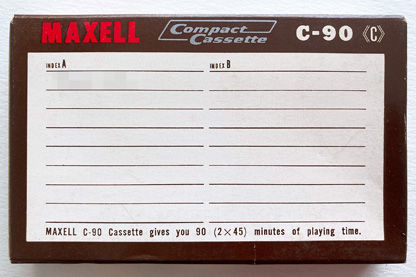 MAXELL Compact Cassette C-90 《C》
INDEX A INDEX B
MAXELL C-90 Cassette gives you 90 (2×45) minutes of playing time.